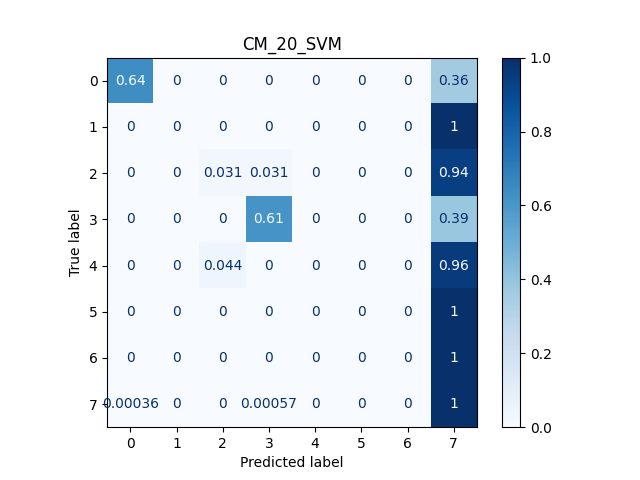 CM_20_SVM
0 0.64 0 0 0 0 0 0 0.36
1 0 0 0 0 0 0 0 1
2 0 0 0.031 0.031 0 0 0 0.94
3 0 0 0 0.61 0 0 0 0.39
4 0 0 0.044 0 0 0 0 0.96
5 0 0 0 0 0 0 0 1
6 0 0 0 0 0 0 0 1
7 0.00036 0 0 0.00057 0 0 0 1
0 1 2 3 4 5 6 7
Predicted label
True label
1.0
0.8
0.6
0.4
0.2
0.0